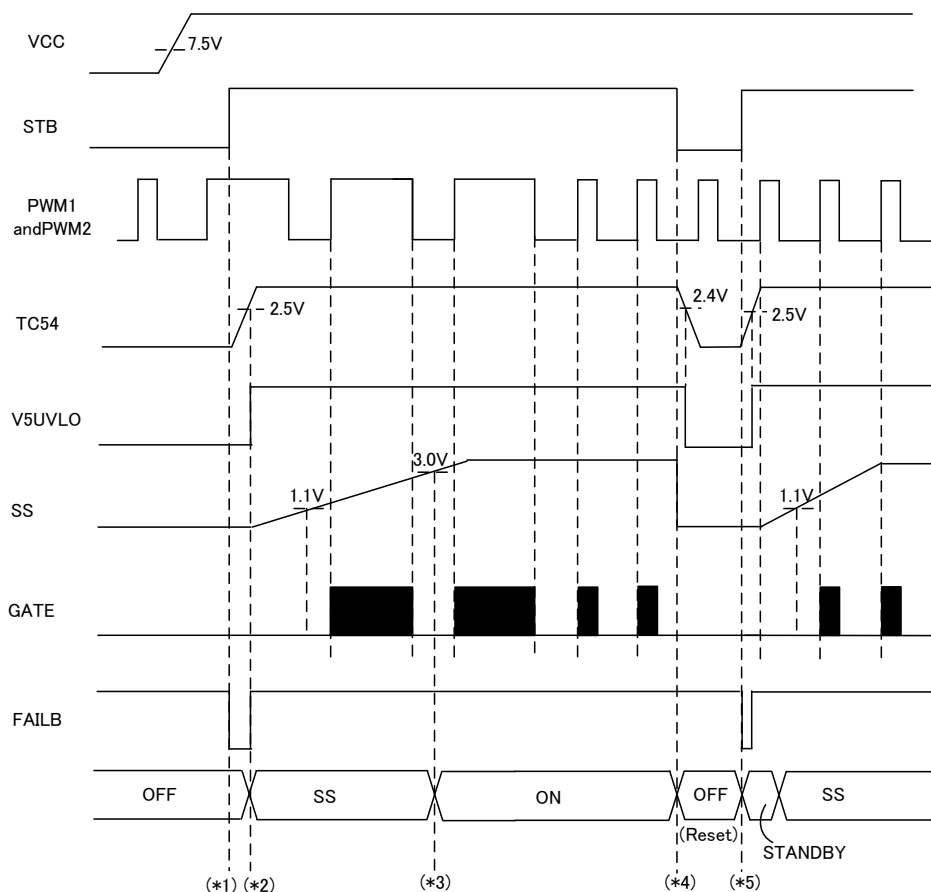 VCC
7.5V
STB
PWM1
andPWM2
TC54
2.5V
2.4V
2.5V
V5UVLO
SS
1.1V
3.0V
1.1V
GATE
FAILB
OFF
SS
ON
OFF
SS
(Reset)
STANDBY
(*1) (*2) (*3) (*4) (*5)